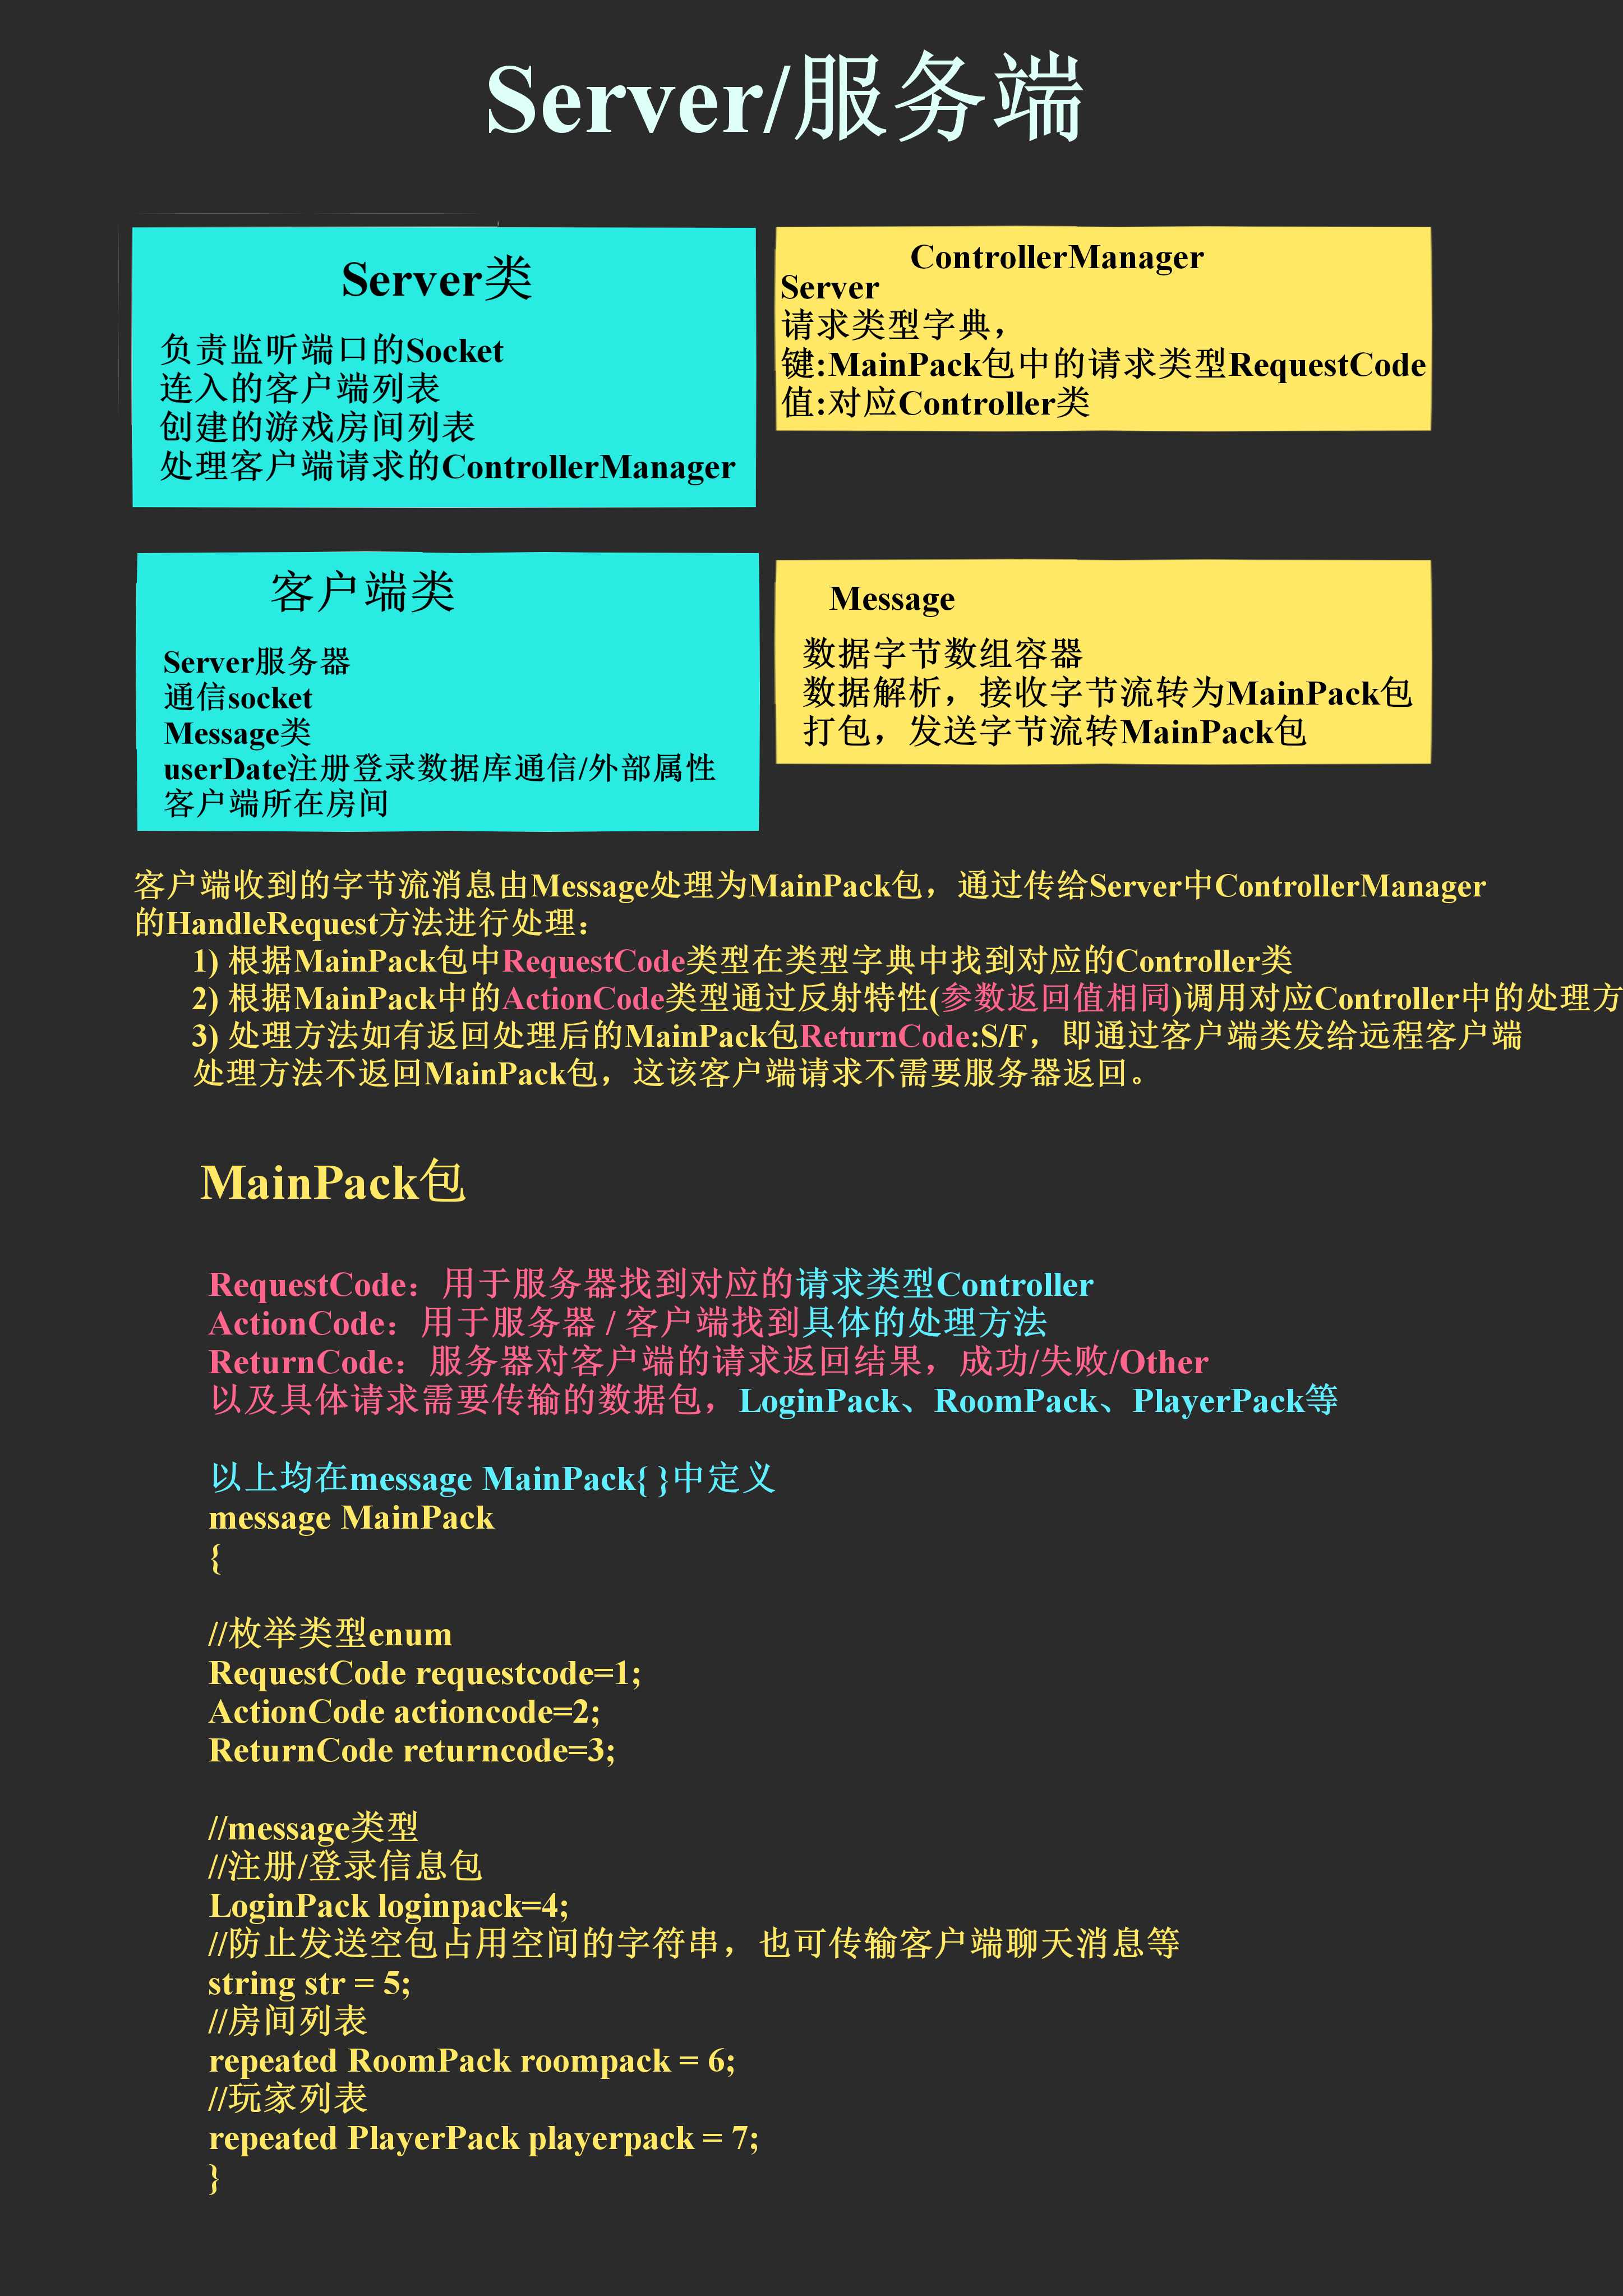 Server/服务端
Server类
负责监听端口的Socket
连入的客户端列表
创建的游戏房间列表
处理客户端请求的ControllerManager
ControllerManager
Server
请求类型字典，
键:MainPack包中的请求类型RequestCode
值:对应Controller类
客户端类
Server服务器
通信socket
Message类
userDate注册登录数据库通信/外部属性
客户端所在房间
Message
数据字节数组容器
数据解析，接收字节流转为MainPack包
打包，发送字节流转MainPack包
客户端收到的字节流消息由Message处理为MainPack包，通过传给Server中ControllerManager
的HandleRequest方法进行处理：
1) 根据MainPack包中RequestCode类型在类型字典中找到对应的Controller类
2) 根据MainPack中的ActionCode类型通过反射特性(参数返回值相同)调用对应Controller中的处理方
3) 处理方法如有返回处理后的MainPack包ReturnCode:S/F，即通过客户端类发给远程客户端
处理方法不返回MainPack包，这该客户端请求不需要服务器返回。
MainPack包
RequestCode：用于服务器找到对应的请求类型Controller
ActionCode：用于服务器 / 客户端找到具体的处理方法
ReturnCode：服务器对客户端的请求返回结果，成功/失败/Other
以及具体请求需要传输的数据包，LoginPack、RoomPack、PlayerPack等
以上均在message MainPack{ }中定义
message MainPack
{
//枚举类型enum
RequestCode requestcode=1;
ActionCode actioncode=2;
ReturnCode returncode=3;
//message类型
//注册/登录信息包
LoginPack loginpack=4;
//防止发送空包占用空间的字符串，也可传输客户端聊天消息等
string str = 5;
//房间列表
repeated RoomPack roompack = 6;
//玩家列表
repeated PlayerPack playerpack = 7;
}